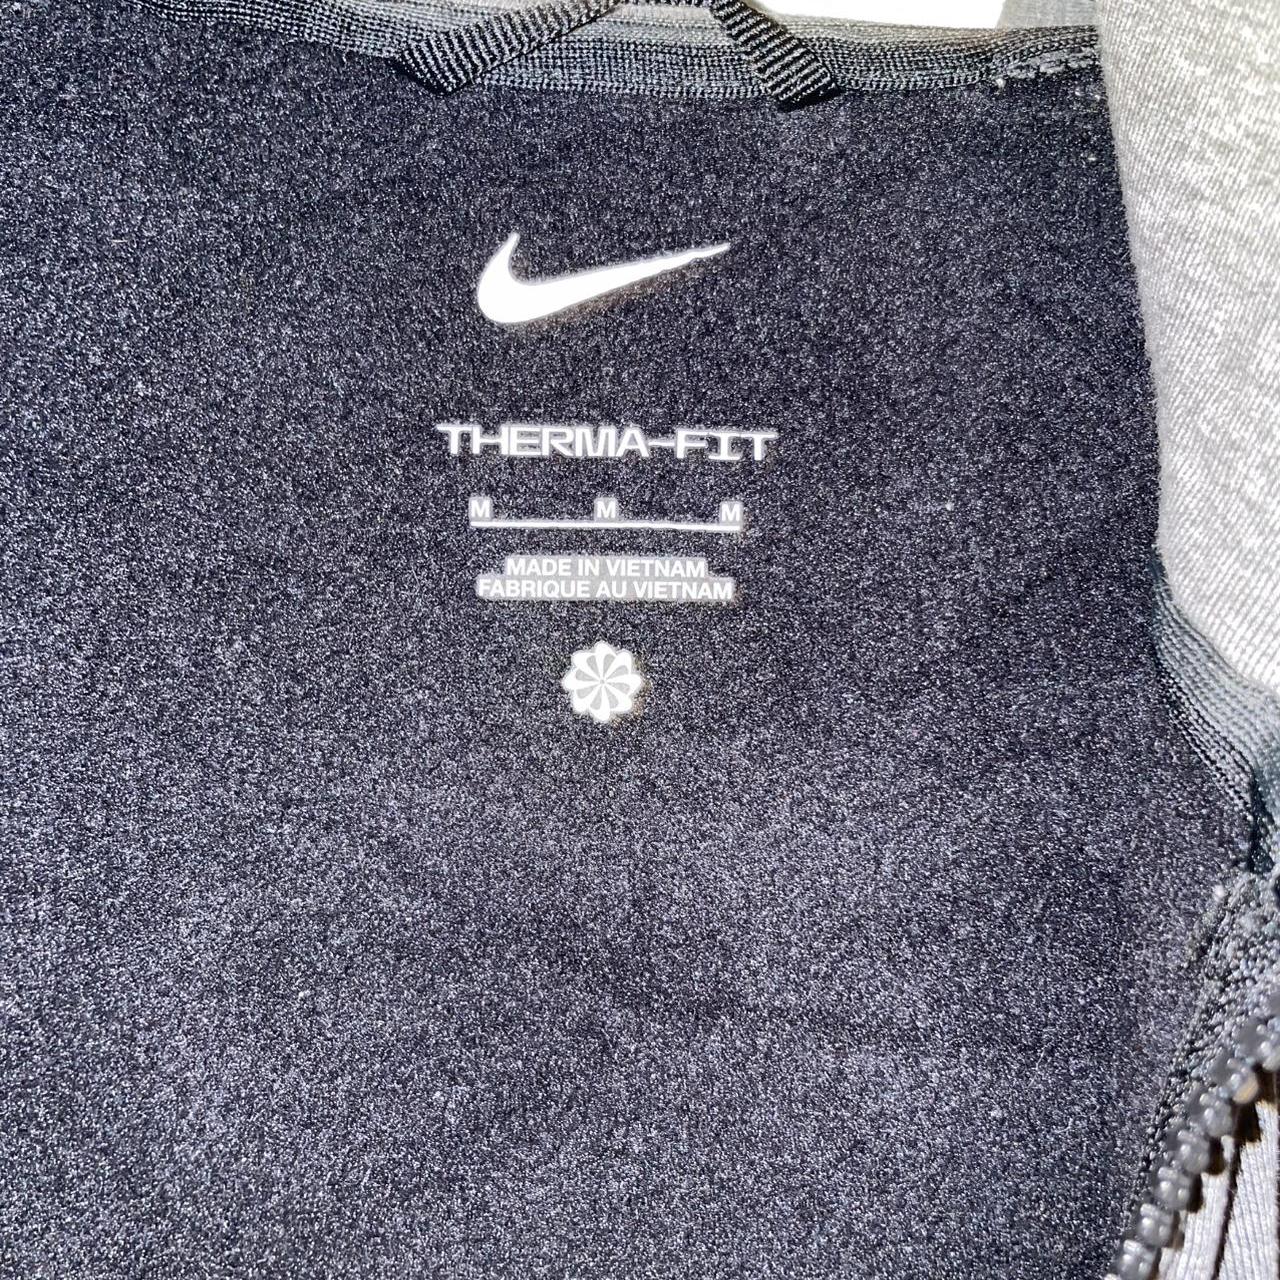 THERMA-FIT
M M M
MADE IN VIETNAM
FABRIQUE AU VIETNAM